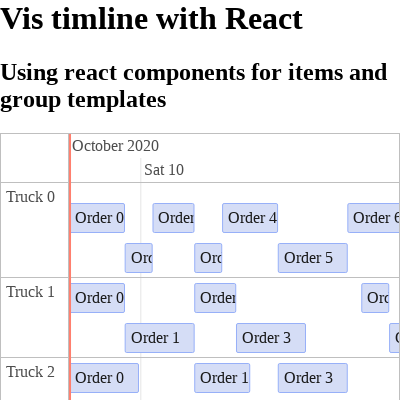 Vis timline with React
Using react components for items and
group templates
October 2020
Sat 10
Truck 0
Order 0
Order 4
Order 5
Truck 1
Order 0
Order 1
Order 3
Truck 2
Order 0
Order 1
Order 3